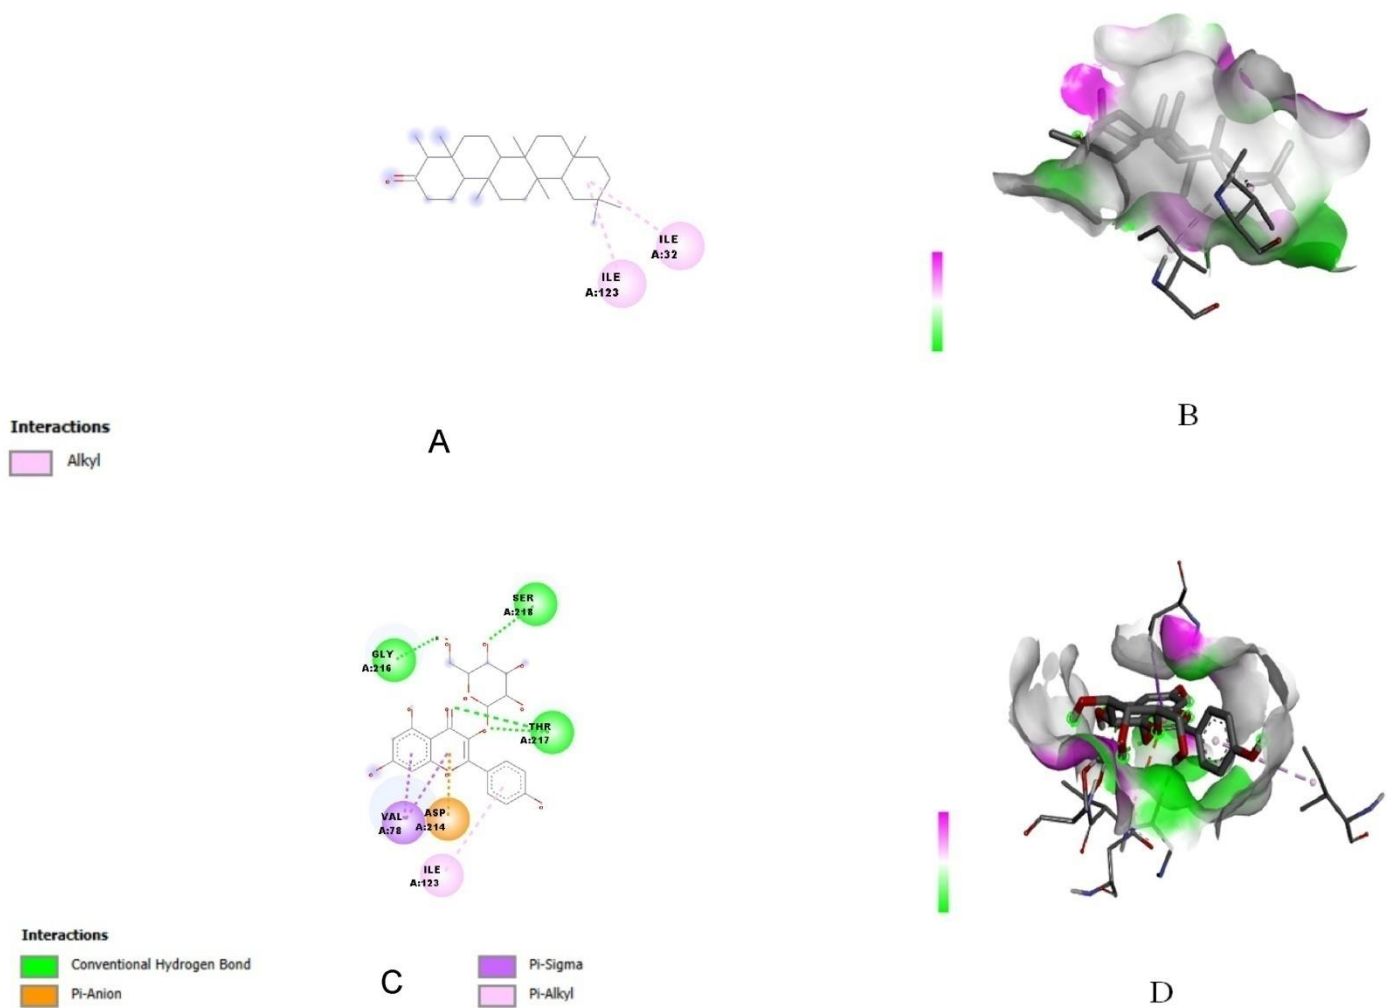 ILE
A:32
ILE
A:123
B
Interactions
Alkyl
A
SER
A:218
GLY
A:216
THR
A:217
VAL
A:78
ASP
A:214
ILE
A:123
Interactions
Conventional Hydrogen Bond
Pi-Anion
Pi-Sigma
Pi-Alkyl
C
D